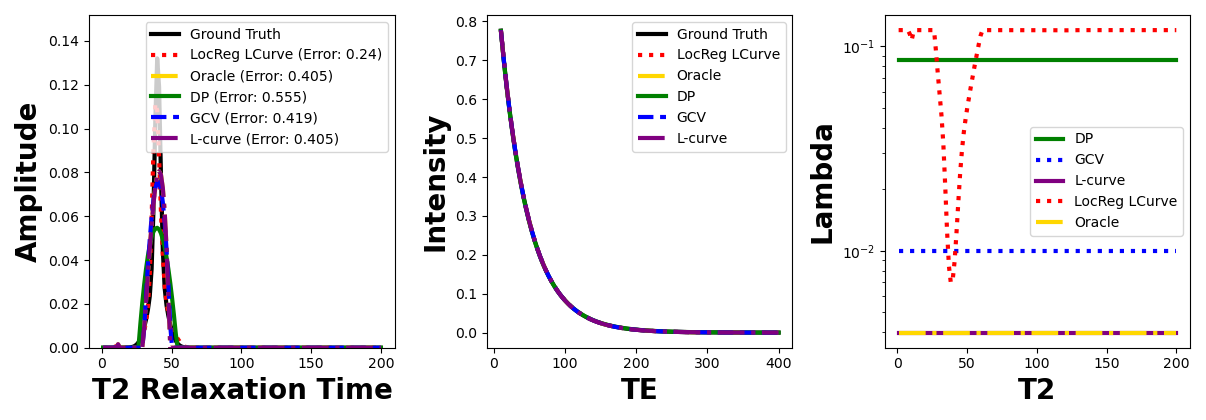 0.14
0.12
0.10
0.08
0.06
0.04
0.02
0.00
Amplitude
Ground Truth
LocReg LCurve (Error: 0.24)
Oracle (Error: 0.405)
DP (Error: 0.555)
GCV (Error: 0.419)
L-curve (Error: 0.405)
0 50 100 150 200
T2 Relaxation Time
0.8
0.7
0.6
0.5
0.4
0.3
0.2
0.1
0.0
Intensity
Ground Truth
LocReg LCurve
Oracle
DP
GCV
L-curve
0 100 200 300 400
TE
10⁻¹
10⁻²
Lambda
DP
GCV
L-curve
LocReg LCurve
Oracle
0 50 100 150 200
T2